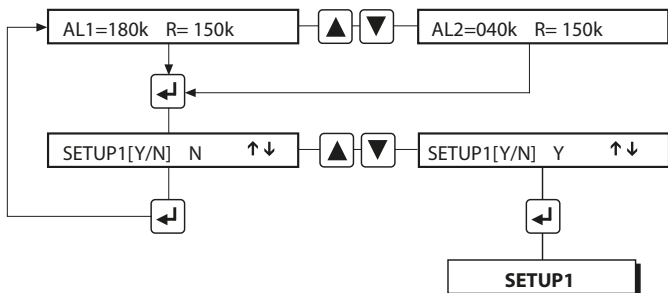 AL1=180k R= 150k
AL2=040k R= 150k
SETUP1[Y/N] N ↑↓
SETUP1[Y/N] Y ↑↓
SETUP1